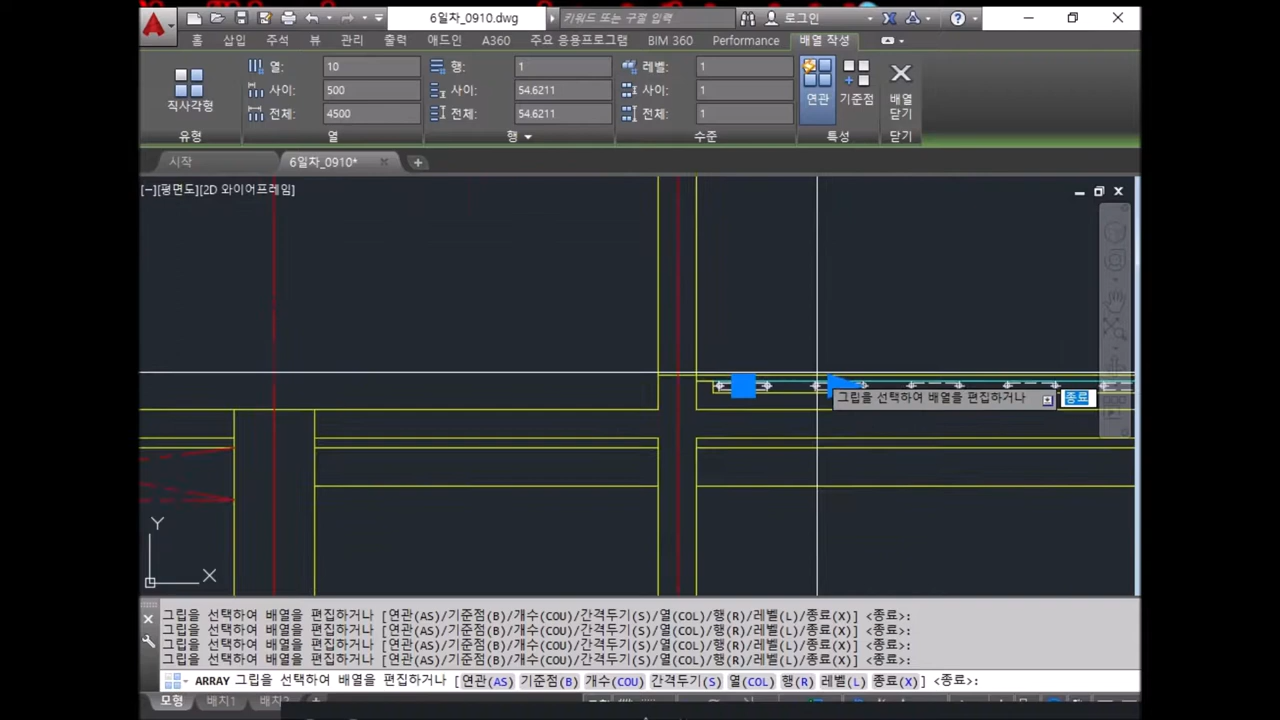 6일차_0910.dwg
키워드 또는 구절 입력
로그인
홈 삽입 주석 뷰 관리 출력 애드인 A360 주요 응용프로그램 BIM 360 Performance 배열 작성
직사각형
유형
열: 10
사이: 500
전체: 4500
열
행: 1
사이: 54.6211
전체: 54.6211
행
레벨: 1
사이: 1
전체: 1
수준
연관
기준점
특성
배열
닫기
닫기
시작 6일차_0910*
[−][평면도][2D 와이어프레임]
그립을 선택하여 배열을 편집하거나 종료
Y
X
그립을 선택하여 배열을 편집하거나 [연관(AS)/기준점(B)/개수(COU)/간격두기(S)/열(COL)/행(R)/레벨(L)/종료(X)] <종료>:
그립을 선택하여 배열을 편집하거나 [연관(AS)/기준점(B)/개수(COU)/간격두기(S)/열(COL)/행(R)/레벨(L)/종료(X)] <종료>:
그립을 선택하여 배열을 편집하거나 [연관(AS)/기준점(B)/개수(COU)/간격두기(S)/열(COL)/행(R)/레벨(L)/종료(X)] <종료>:
그립을 선택하여 배열을 편집하거나 [연관(AS)/기준점(B)/개수(COU)/간격두기(S)/열(COL)/행(R)/레벨(L)/종료(X)] <종료>:
ARRAY 그립을 선택하여 배열을 편집하거나 [연관(AS) 기준점(B) 개수(COU) 간격두기(S) 열(COL) 행(R) 레벨(L) 종료(X)] <종료>:
모형 배치1 배치2